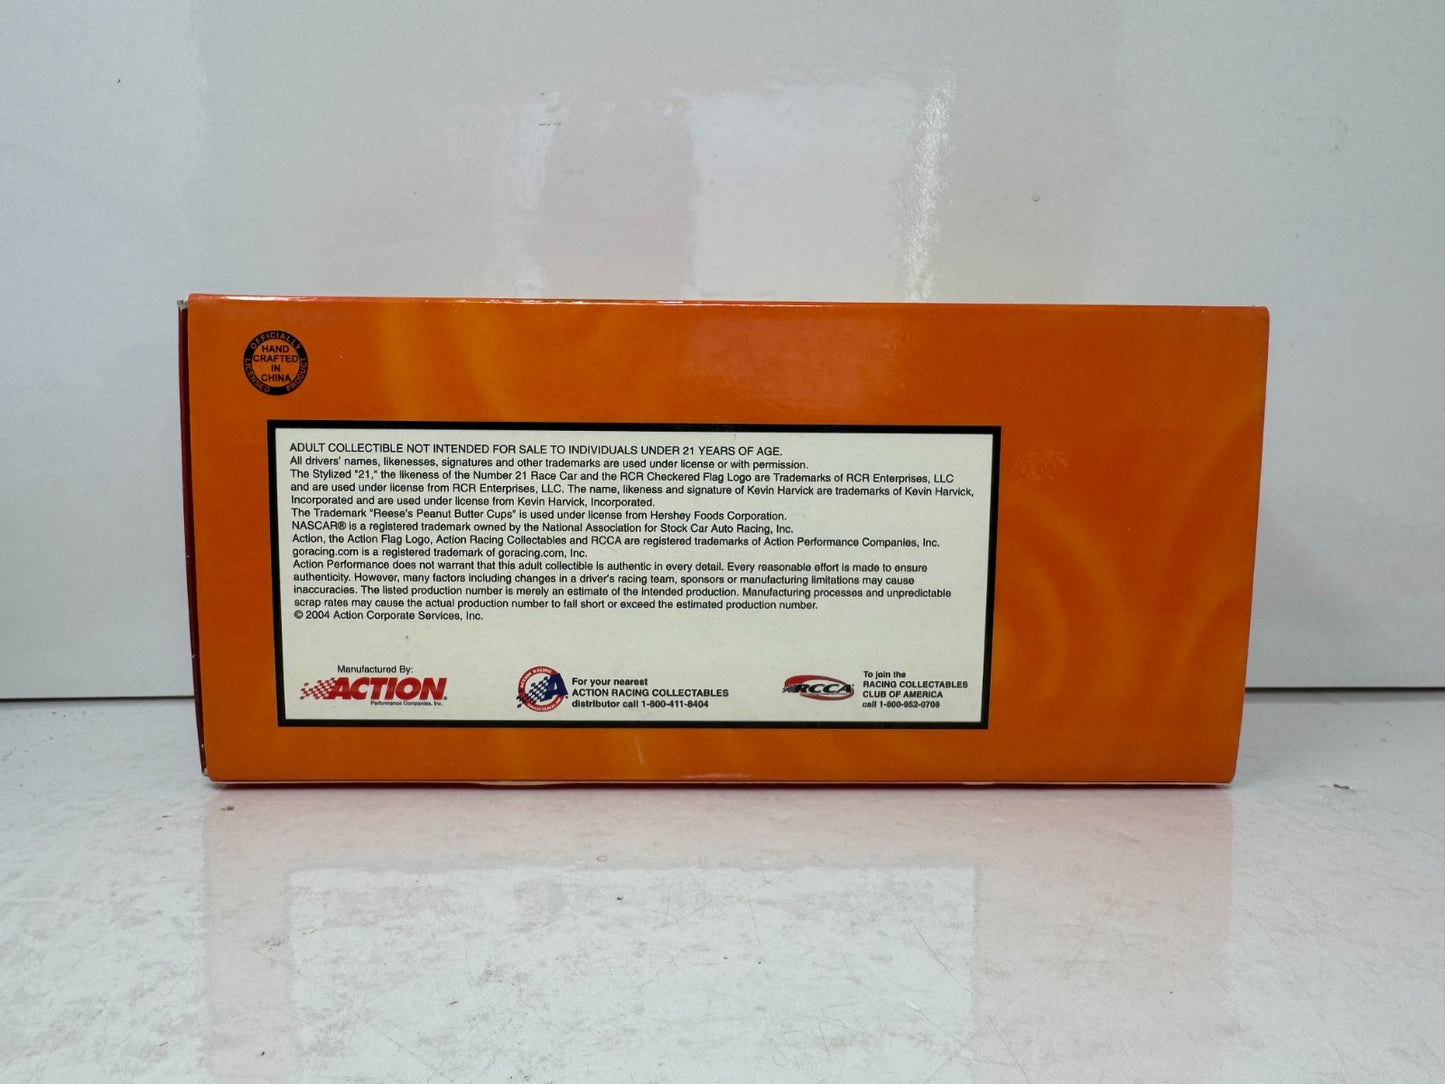 OFFICIALLY
HAND
CRAFTED
IN
CHINA
LICENSED PRODUCT
ADULT COLLECTIBLE NOT INTENDED FOR SALE TO INDIVIDUALS UNDER 21 YEARS OF AGE.
All drivers' names, likenesses, signatures and other trademarks are used under license or with permission.
The Stylized "21," the likeness of the Number 21 Race Car and the RCR Checkered Flag Logo are Trademarks of RCR Enterprises, LLC
and are used under license from RCR Enterprises, LLC. The name, likeness and signature of Kevin Harvick are trademarks of Kevin Harvick,
Incorporated and are used under license from Kevin Harvick, Incorporated.
The Trademark "Reese's Peanut Butter Cups" is used under license from Hershey Foods Corporation.
NASCAR® is a registered trademark owned by the National Association for Stock Car Auto Racing, Inc.
Action, the Action Flag Logo, Action Racing Collectables and RCCA are registered trademarks of Action Performance Companies, Inc.
goracing.com is a registered trademark of goracing.com, Inc.
Action Performance does not warrant that this adult collectible is authentic in every detail. Every reasonable effort is made to ensure
authenticity. However, many factors including changes in a driver's racing team, sponsors or manufacturing limitations may cause
inaccuracies. The listed production number is merely an estimate of the intended production. Manufacturing processes and unpredictable
scrap rates may cause the actual production number to fall short or exceed the estimated production number.
© 2004 Action Corporate Services, Inc.
Manufactured By:
ACTION
Performance Companies, Inc.
ACTION RACING
A
For your nearest
ACTION RACING COLLECTABLES
distributor call 1-800-411-8404
RCCA
To join the
RACING COLLECTABLES
CLUB OF AMERICA
call 1-800-952-0708